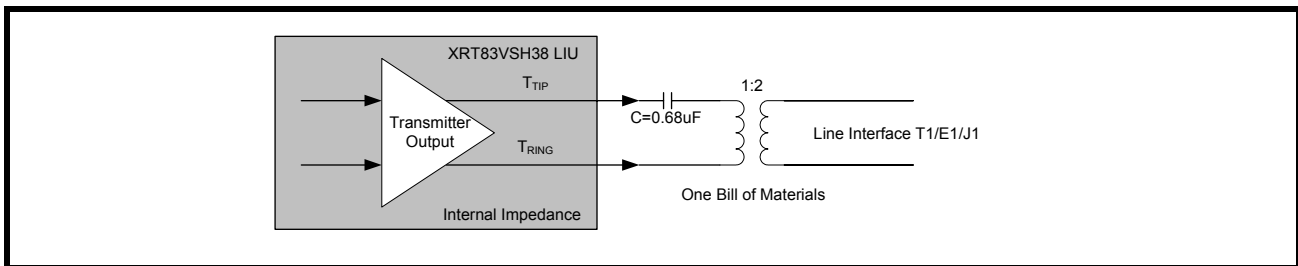 XRT83VSH38 LIU
TTIP
1:2
C=0.68uF
Transmitter
Output
Line Interface T1/E1/J1
TRING
One Bill of Materials
Internal Impedance